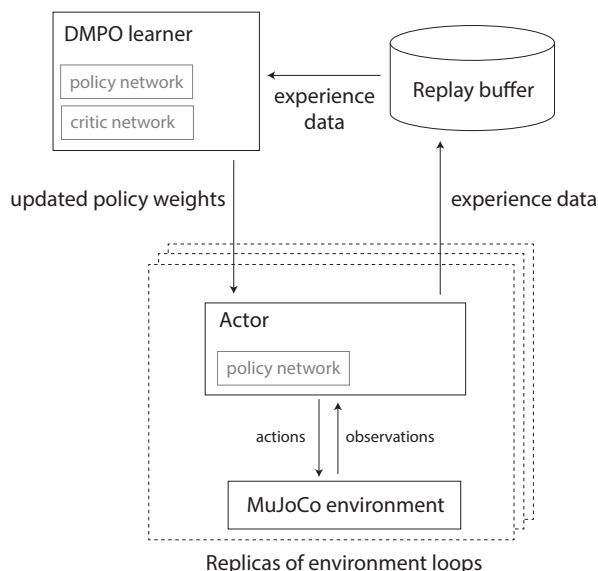 DMPO learner
policy network
critic network
experience
data
Replay buffer
updated policy weights
experience data
Actor
policy network
actions
observations
MuJoCo environment
Replicas of environment loops